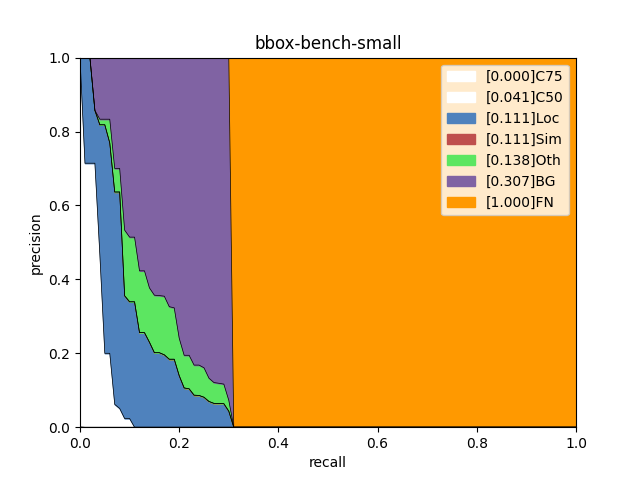 bbox-bench-small
1.0
0.8
0.6
0.4
0.2
0.0
precision
0.0
0.2
0.4
0.6
0.8
1.0
recall
[0.000]C75
[0.041]C50
[0.111]Loc
[0.111]Sim
[0.138]Oth
[0.307]BG
[1.000]FN